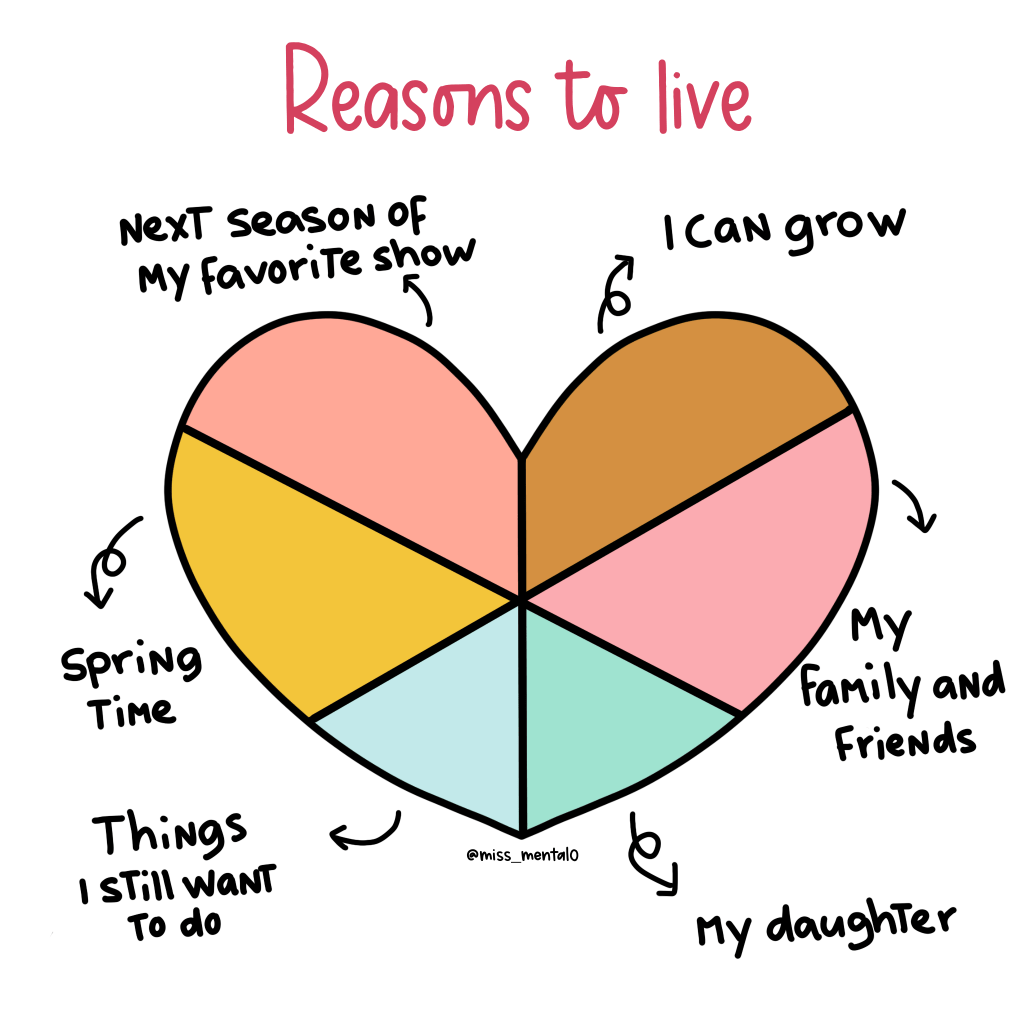 Reasons to live
Next season of
my favorite show
I can grow
Spring
Time
My
family and
friends
Things
I still want
to do
@miss_mental0
My daughter